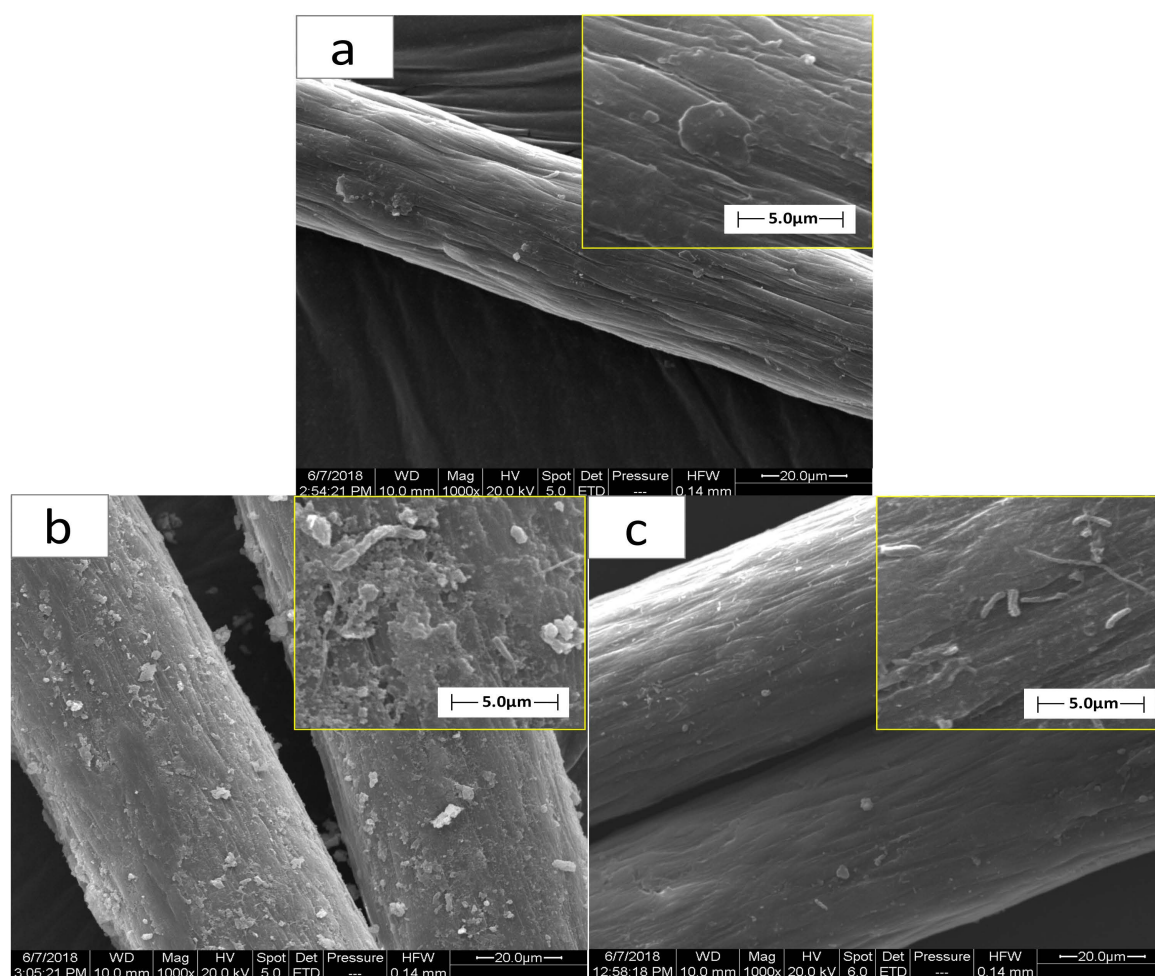 a
5.0µm
6/7/2018 WD Mag HV Spot Det Pressure HFW 20.0µm
2:54:21 PM 10.0 mm 1000x 20.0 kV 5.0 ETD --- 0.14 mm
b
5.0µm
6/7/2018 WD Mag HV Spot Det Pressure HFW 20.0µm
3:05:21 PM 10.0 mm 1000x 20.0 kV 5.0 ETD --- 0.14 mm
c
5.0µm
6/7/2018 WD Mag HV Spot Det Pressure HFW 20.0µm
12:58:18 PM 10.0 mm 1000x 20.0 kV 6.0 ETD --- 0.14 mm